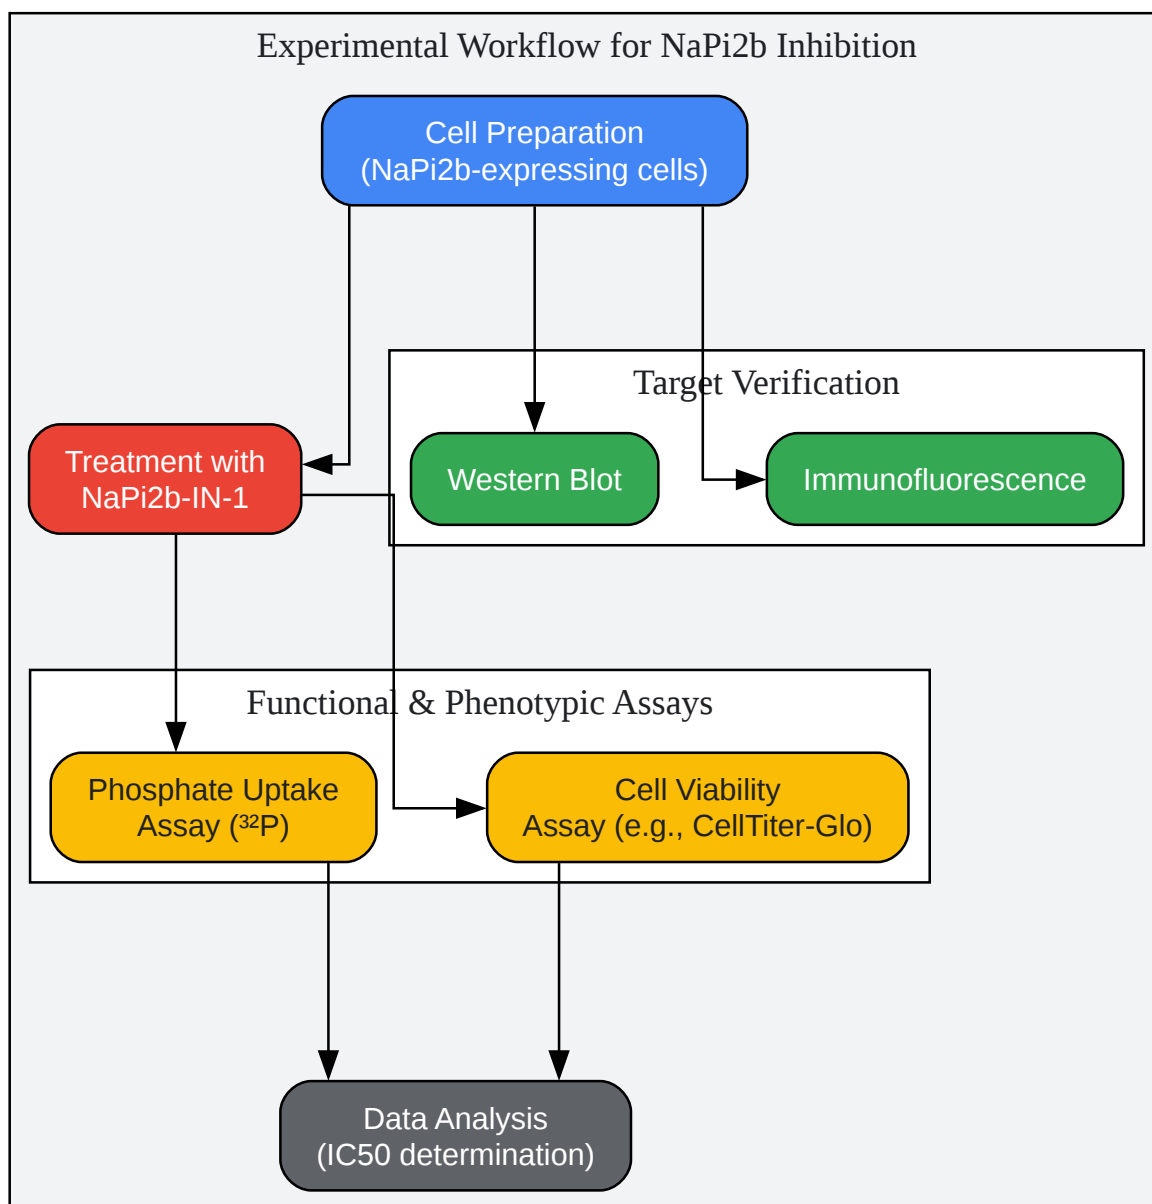 Experimental Workflow for NaPi2b Inhibition
Cell Preparation
(NaPi2b-expressing cells)
Target Verification
Treatment with
NaPi2b-IN-1
Western Blot
Immunofluorescence
Functional & Phenotypic Assays
Phosphate Uptake
Assay (³²P)
Cell Viability
Assay (e.g., CellTiter-Glo)
Data Analysis
(IC50 determination)